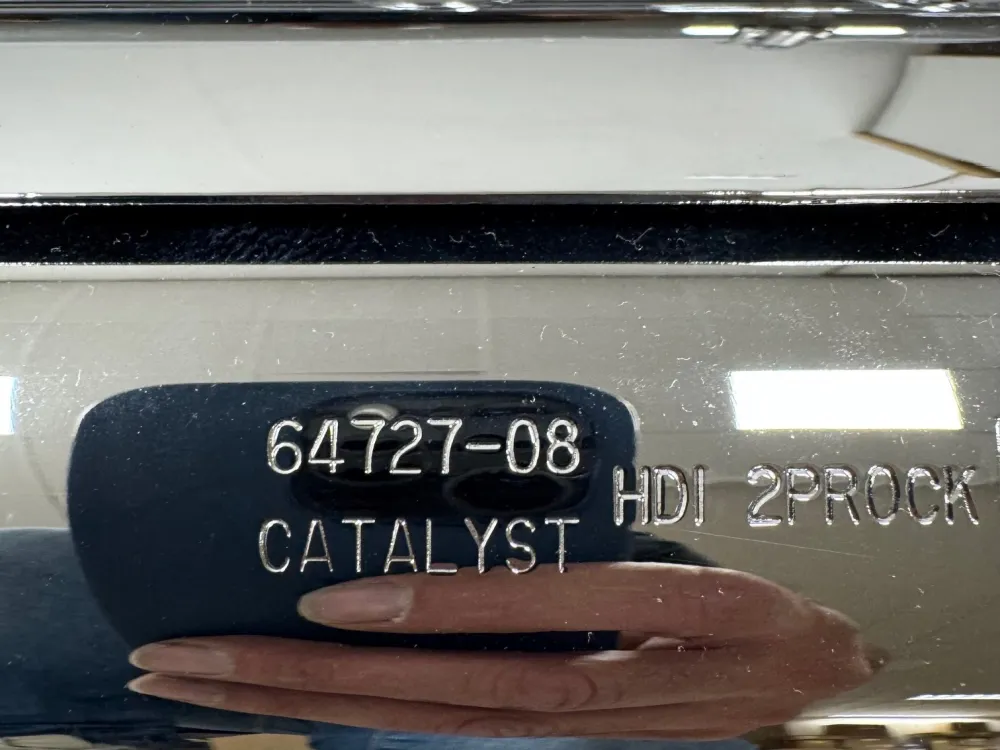 64727-08
CATALYST
HDI 2PROCK